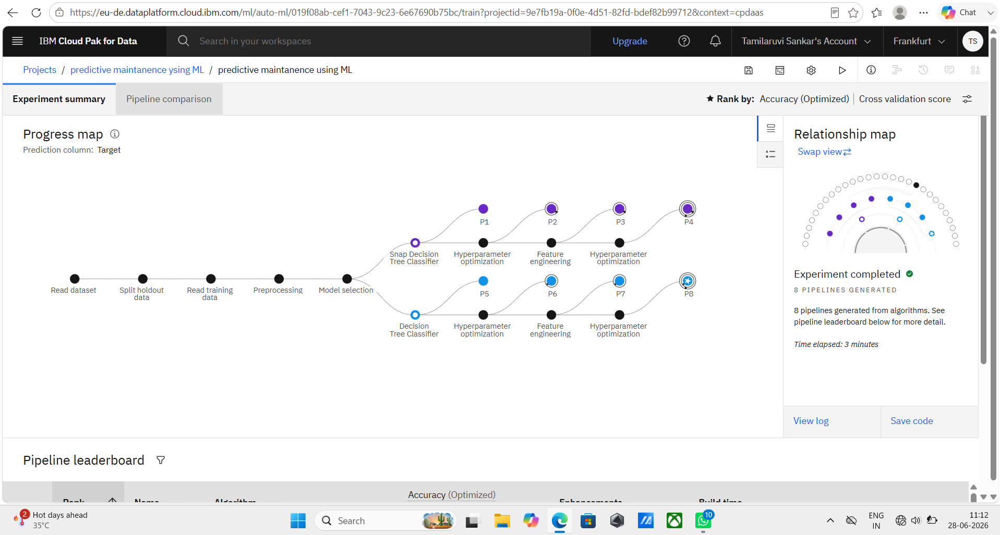 https://eu-de.dataplatform.cloud.ibm.com/ml/auto-ml/019f08ab-cef1-7043-9c23-6e67690b75bc/train?projectid=9e7fb19a-0f0e-4d51-82fd-bdef82b99712&context=cpdaas
Chat
IBM Cloud Pak for Data
Search in your workspaces
Upgrade
Tamilaruvi Sankar's Account
Frankfurt
TS
Projects / predictive maintanence ysing ML / predictive maintanence using ML
Experiment summary
Pipeline comparison
Rank by: Accuracy (Optimized) | Cross validation score
Progress map
Prediction column: Target
P1
P2
P3
P4
Snap Decision
Tree Classifier
Hyperparameter
optimization
Feature
engineering
Hyperparameter
optimization
Read dataset
Split holdout
data
Read training
data
Preprocessing
Model selection
P5
P6
P7
P8
Decision
Tree Classifier
Hyperparameter
optimization
Feature
engineering
Hyperparameter
optimization
Relationship map
Swap view
Experiment completed
8 PIPELINES GENERATED
8 pipelines generated from algorithms. See
pipeline leaderboard below for more detail.
Time elapsed: 3 minutes
View log
Save code
Pipeline leaderboard
Rank
Name
Algorithm
Accuracy (Optimized)
Enhancements
Build time
2
Hot days ahead
35°C
Search
10
ENG
IN
11:12
28-06-2026